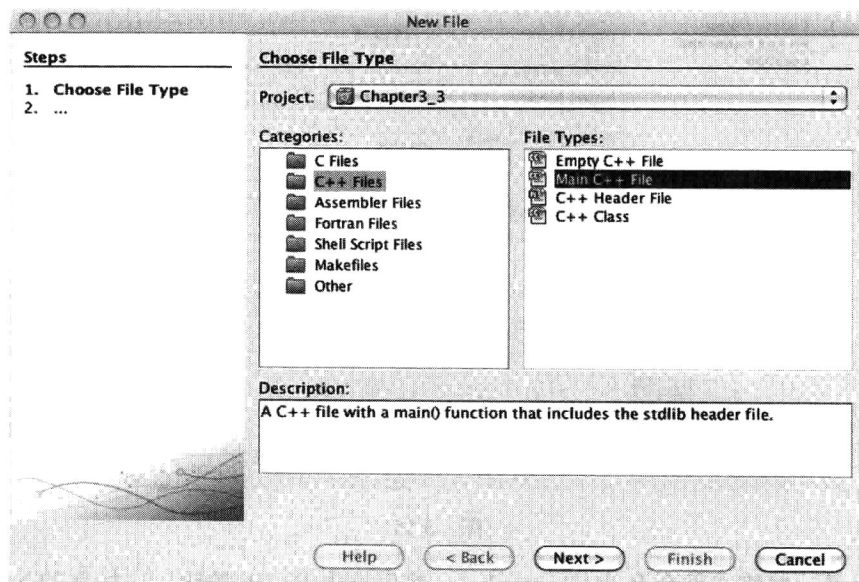 New File
Steps
1. Choose File Type
2. ...
Choose File Type
Project: Chapter3_3
Categories:
C Files
C++ Files
Assembler Files
Fortran Files
Shell Script Files
Makefiles
Other
File Types:
Empty C++ File
Main C++ File
C++ Header File
C++ Class
Description:
A C++ file with a main() function that includes the stdlib header file.
Help
< Back
Next >
Finish
Cancel